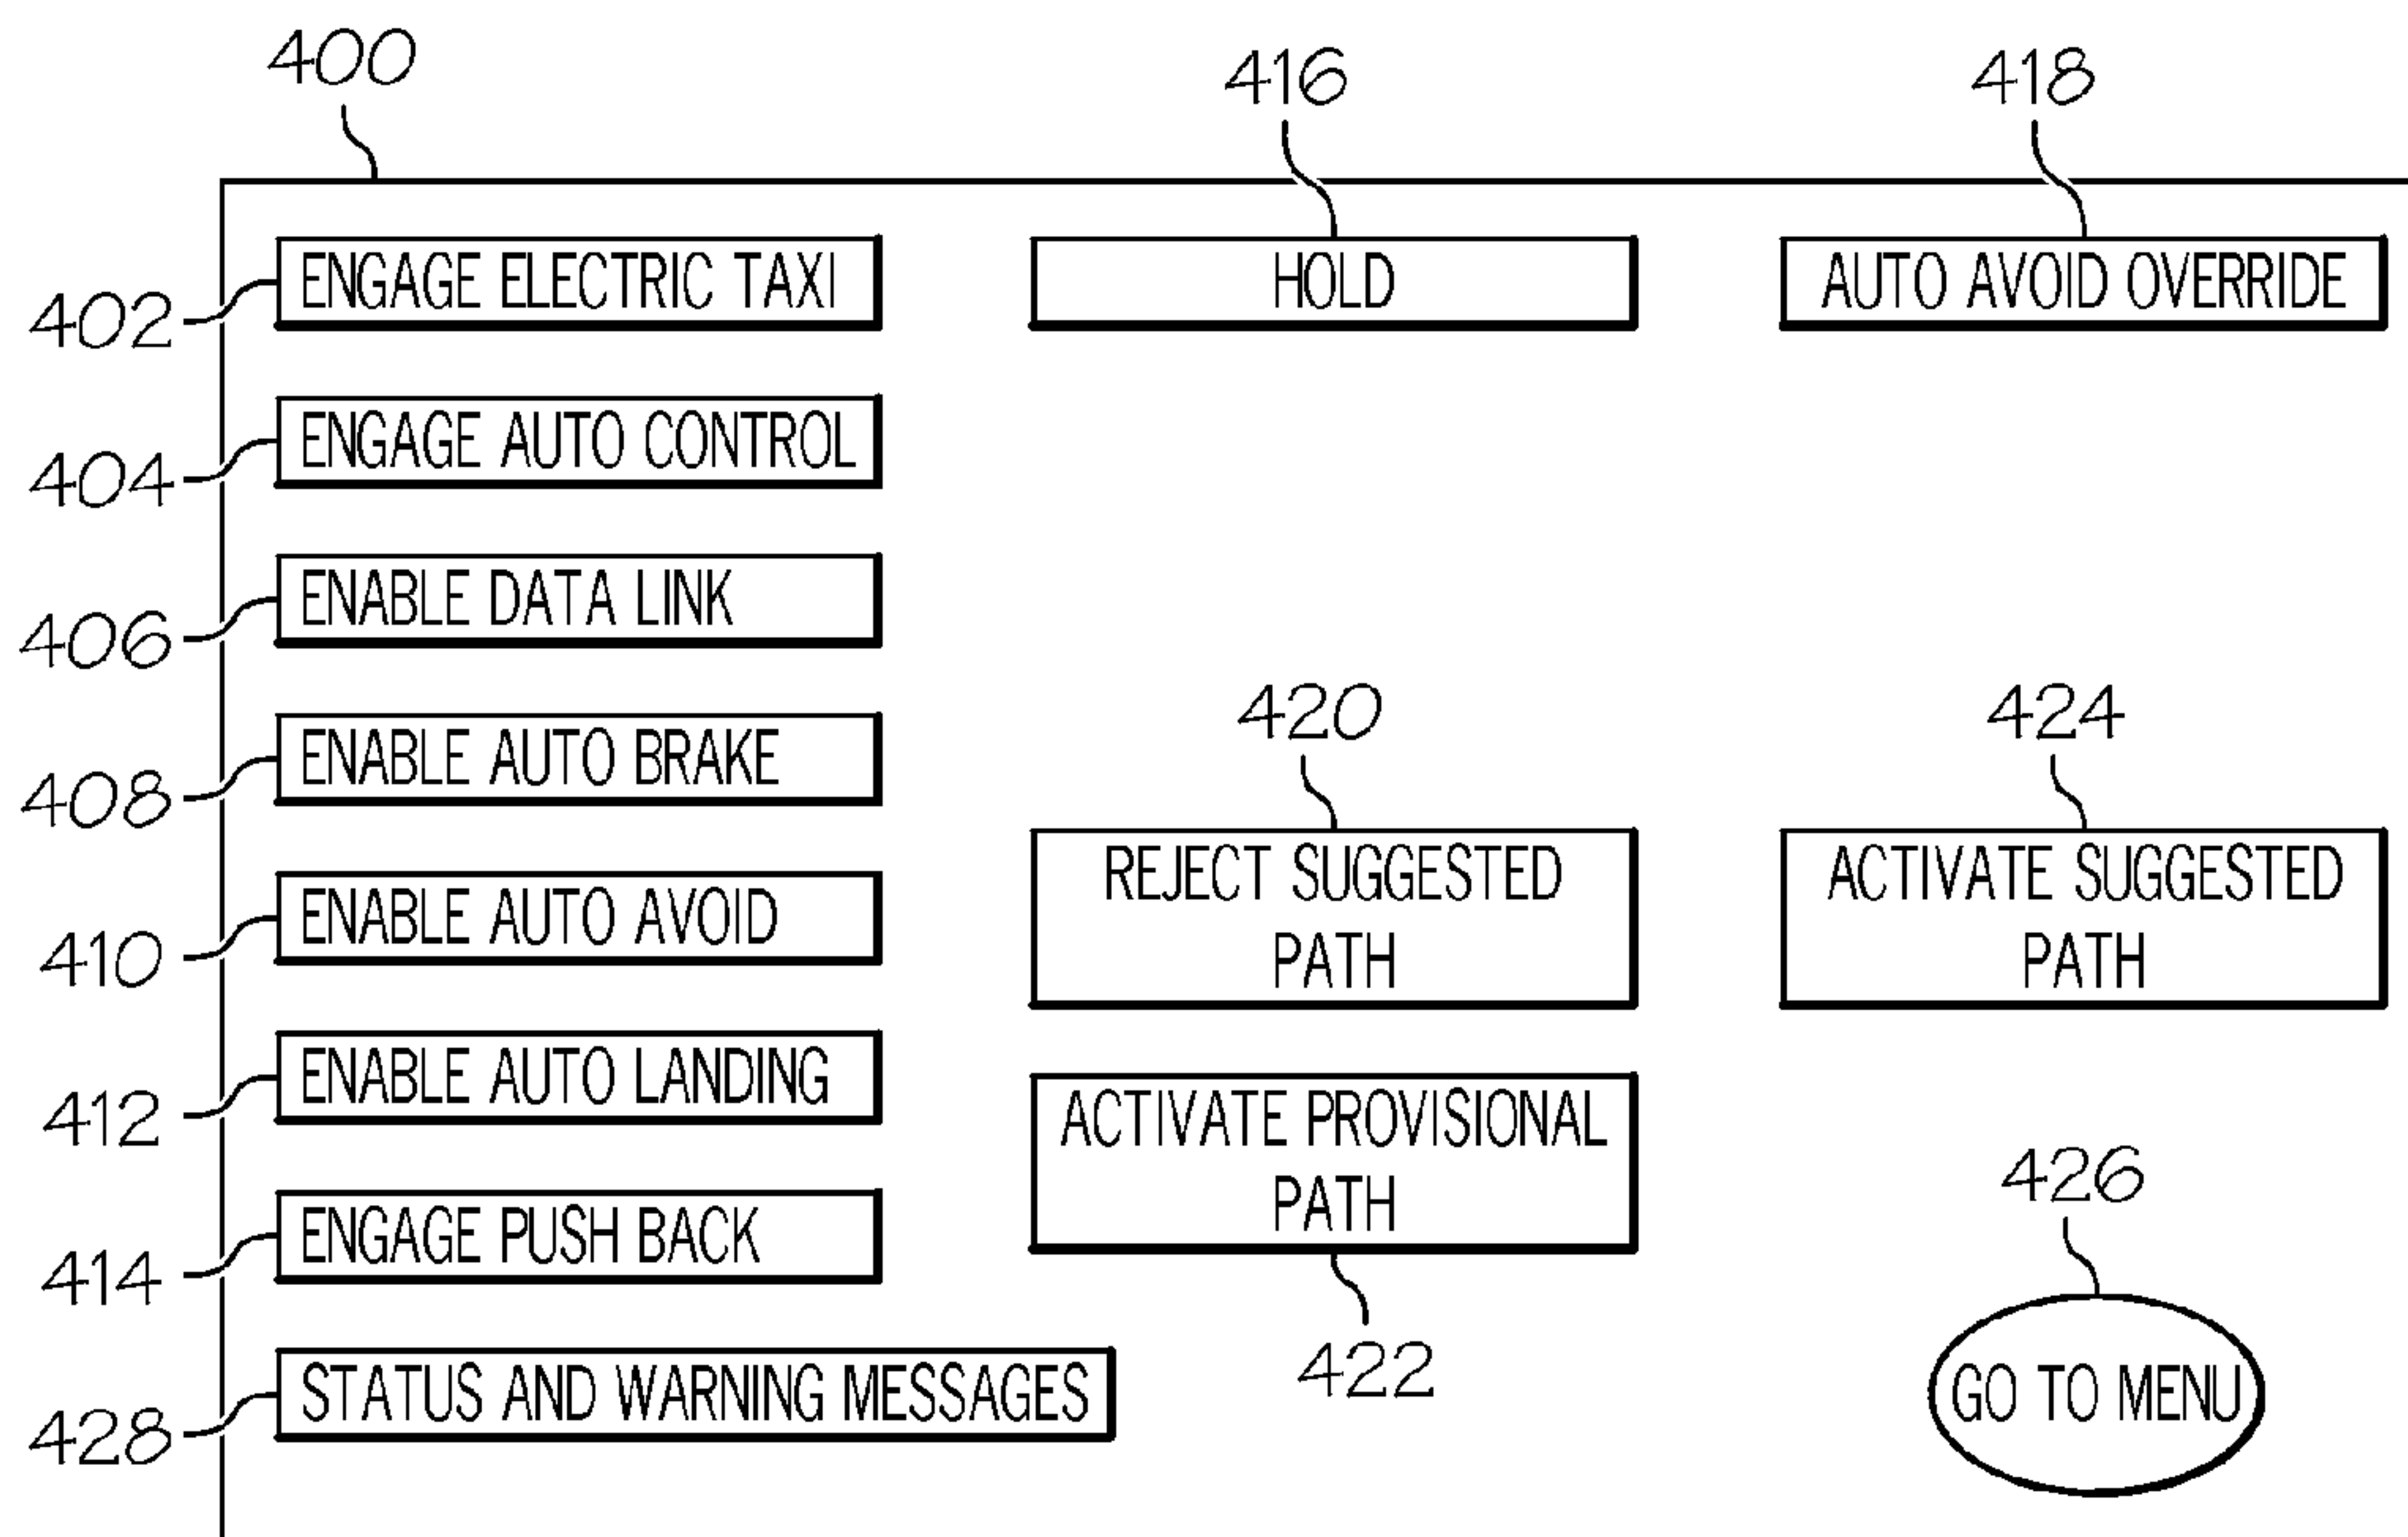 400
416
418
402
ENGAGE ELECTRIC TAXI
HOLD
AUTO AVOID OVERRIDE
404
ENGAGE AUTO CONTROL
406
ENABLE DATA LINK
408
ENABLE AUTO BRAKE
420
424
410
ENABLE AUTO AVOID
REJECT SUGGESTED
PATH
ACTIVATE SUGGESTED
PATH
412
ENABLE AUTO LANDING
ACTIVATE PROVISIONAL
PATH
422
414
ENGAGE PUSH BACK
426
428
STATUS AND WARNING MESSAGES
GO TO MENU